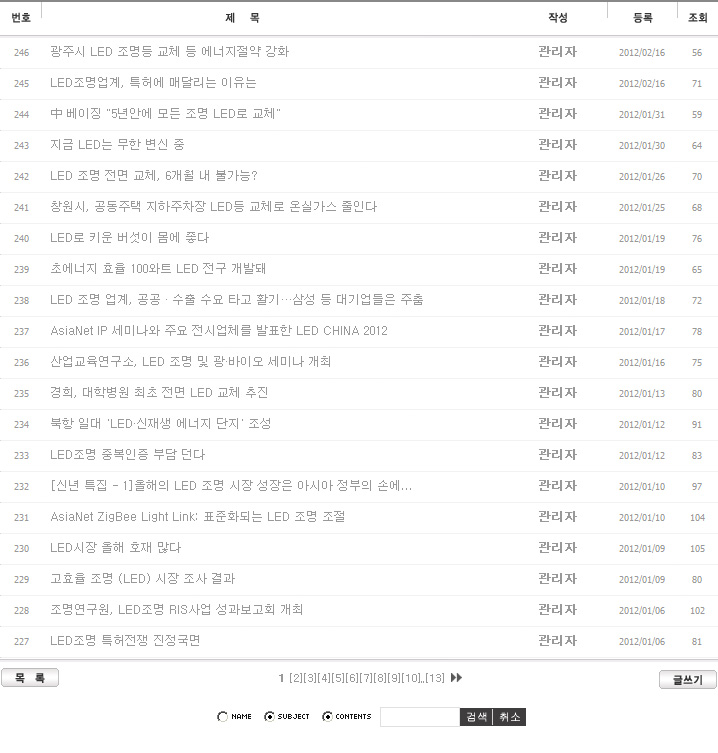 번호 제 목 작성 등록 조회
246 광주시 LED 조명등 교체 등 에너지절약 강화 관리자 2012/02/16 56
245 LED조명업계, 특허에 매달리는 이유는 관리자 2012/02/16 71
244 中 베이징 "5년안에 모든 조명 LED로 교체" 관리자 2012/01/31 59
243 지금 LED는 무한 변신 중 관리자 2012/01/30 64
242 LED 조명 전면 교체, 6개월 내 불가능? 관리자 2012/01/26 70
241 창원시, 공동주택 지하주차장 LED등 교체로 온실가스 줄인다 관리자 2012/01/25 68
240 LED로 키운 버섯이 몸에 좋다 관리자 2012/01/19 76
239 초에너지 효율 100와트 LED 전구 개발돼 관리자 2012/01/19 65
238 LED 조명 업계, 공공·수출 수요 타고 활기…삼성 등 대기업들은 주춤 관리자 2012/01/18 72
237 AsiaNet IP 세미나와 주요 전시업체를 발표한 LED CHINA 2012 관리자 2012/01/17 78
236 산업교육연구소, LED 조명 및 광·바이오 세미나 개최 관리자 2012/01/16 75
235 경희, 대학병원 최초 전면 LED 교체 추진 관리자 2012/01/13 80
234 북항 일대 'LED·신재생 에너지 단지' 조성 관리자 2012/01/12 91
233 LED조명 중복인증 부담 던다 관리자 2012/01/12 83
232 [신년 특집 - 1]올해의 LED 조명 시장 성장은 아시아 정부의 손에... 관리자 2012/01/10 97
231 AsiaNet ZigBee Light Link: 표준화되는 LED 조명 조절 관리자 2012/01/10 104
230 LED시장 올해 호재 많다 관리자 2012/01/09 105
229 고효율 조명 (LED) 시장 조사 결과 관리자 2012/01/09 80
228 조명연구원, LED조명 RIS사업 성과보고회 개최 관리자 2012/01/06 102
227 LED조명 특허전쟁 진정국면 관리자 2012/01/06 81
목 록 1 [2][3][4][5][6][7][8][9][10]..[13] 글쓰기
NAME SUBJECT CONTENTS 검색 취소